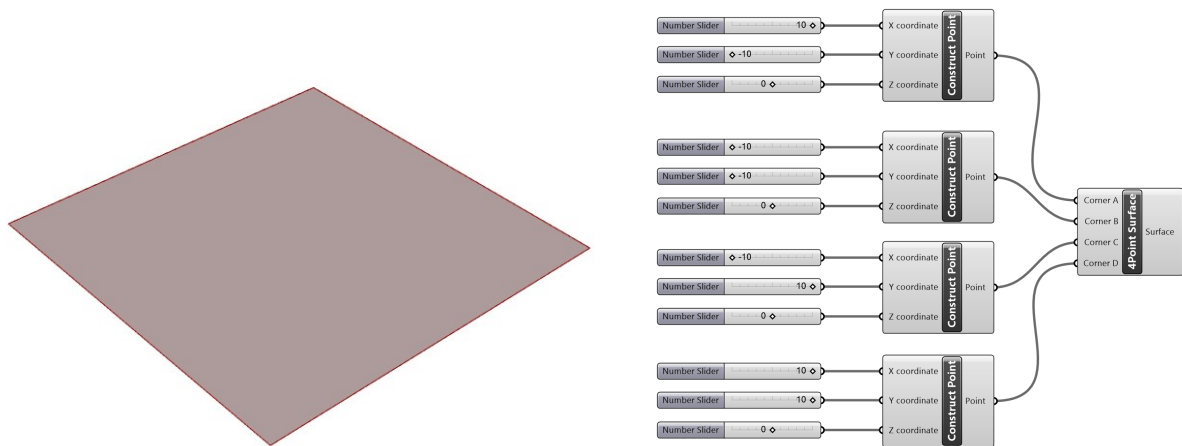 Number Slider 10 X coordinate
Number Slider -10 Y coordinate
Number Slider 0 Z coordinate
Construct Point
Point
Number Slider -10 X coordinate
Number Slider -10 Y coordinate
Number Slider 0 Z coordinate
Construct Point
Point
Number Slider -10 X coordinate
Number Slider 10 Y coordinate
Number Slider 0 Z coordinate
Construct Point
Point
Number Slider 10 X coordinate
Number Slider 10 Y coordinate
Number Slider 0 Z coordinate
Construct Point
Point
Corner A
Corner B
Corner C
Corner D
4Point Surface
Surface